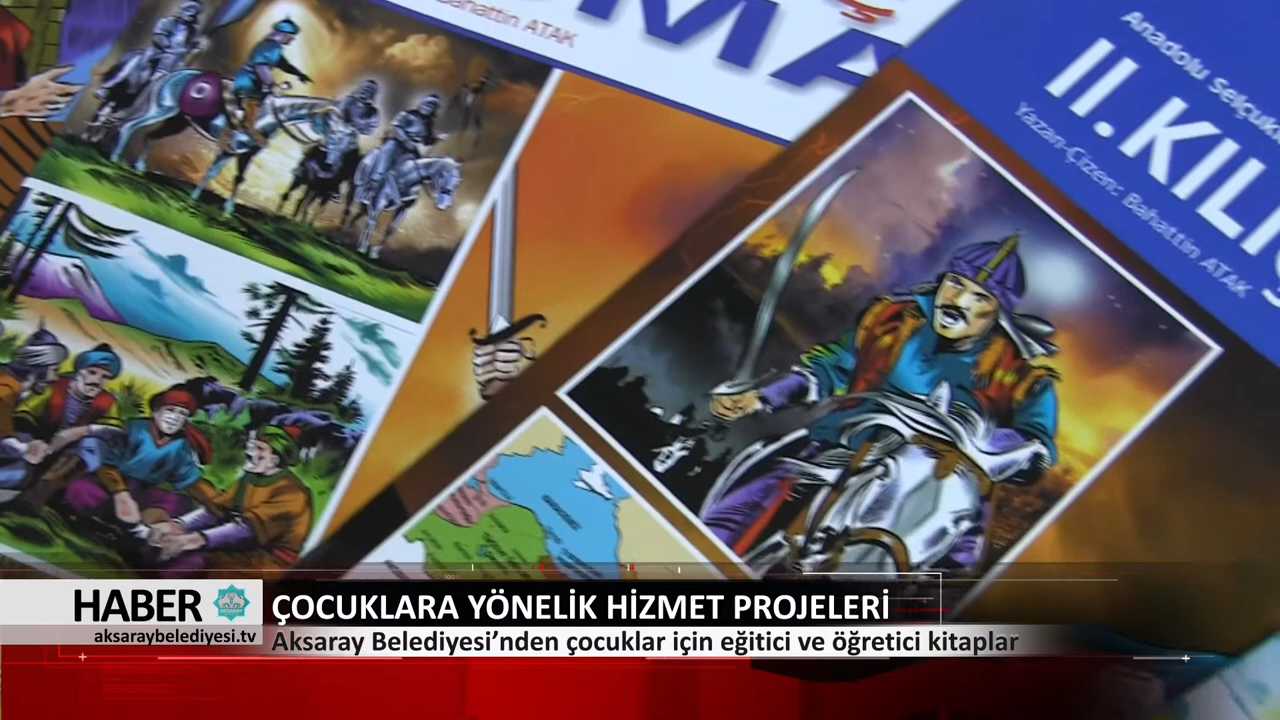 Bahattin ATAK
Anadolu Selçuk
II. KILIÇ
Yazan-Çizen: Bahattin ATAK
HABER
aksaraybelediyesi.tv
ÇOCUKLARA YÖNELİK HİZMET PROJELERİ
Aksaray Belediyesi’nden çocuklar için eğitici ve öğretici kitaplar